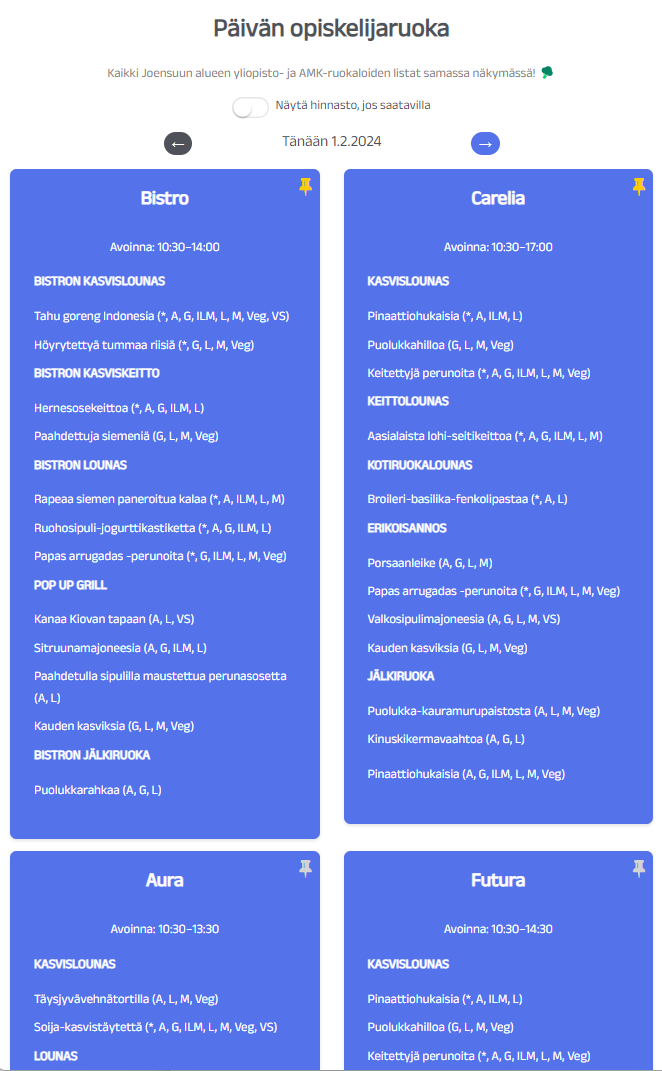 Päivän opiskelijaruoka
Kaikki Joensuun alueen yliopisto- ja AMK-ruokaloiden listat samassa näkymässä!
Näytä hinnasto, jos saatavilla
← Tänään 1.2.2024 →
Bistro
Avoinna: 10:30–14:00
BISTRON KASVISLOUNAS
Tahu goreng Indonesia (*, A, G, ILM, L, M, Veg, VS)
Höyrytettyä tummaa riisiä (*, G, L, M, Veg)
BISTRON KASVISKEITTO
Hernesosekeittoa (*, A, G, ILM, L)
Paahdettuja siemeniä (G, L, M, Veg)
BISTRON LOUNAS
Rapeaa siemen paneroitua kalaa (*, A, ILM, L, M)
Ruohosipuli-jogurttikastiketta (*, A, G, ILM, L)
Papas arrugadas -perunoita (*, G, ILM, L, M, Veg)
POP UP GRILL
Kanaa Kiovan tapaan (A, L, VS)
Sitruunamajoneesia (A, G, ILM, L)
Paahdetulla sipulilla maustettua perunasosetta
(A, L)
Kauden kasviksia (G, L, M, Veg)
BISTRON JÄLKIRUOKA
Puolukkarahkaa (A, G, L)
Carelia
Avoinna: 10:30–17:00
KASVISLOUNAS
Pinaattiohukaisia (*, A, ILM, L)
Puolukkahilloa (G, L, M, Veg)
Keitettyjä perunoita (*, A, G, ILM, L, M, Veg)
KEITTOLOUNAS
Aasialaista lohi-seitikeittoa (*, A, G, ILM, L, M)
KOTIRUOKALOUNAS
Broileri-basilika-fenkolipastaa (*, A, L)
ERIKOISANNOS
Porsaanleike (A, G, L, M)
Papas arrugadas -perunoita (*, G, ILM, L, M, Veg)
Valkosipulimajoneesia (A, G, L, M, VS)
Kauden kasviksia (G, L, M, Veg)
JÄLKIRUOKA
Puolukka-kauramurupaistosta (A, L, M, Veg)
Kinuskikermavaahtoa (A, G, L)
Pinaattiohukaisia (A, G, ILM, L, M, Veg)
Aura
Avoinna: 10:30–13:30
KASVISLOUNAS
Täysjyvävehnätortilla (A, L, M, Veg)
Soija-kasvistäytettä (*, A, G, ILM, L, M, Veg, VS)
LOUNAS
Futura
Avoinna: 10:30–14:30
KASVISLOUNAS
Pinaattiohukaisia (*, A, ILM, L)
Puolukkahilloa (G, L, M, Veg)
Keitettyjä perunoita (*, A, G, ILM, L, M, Veg)